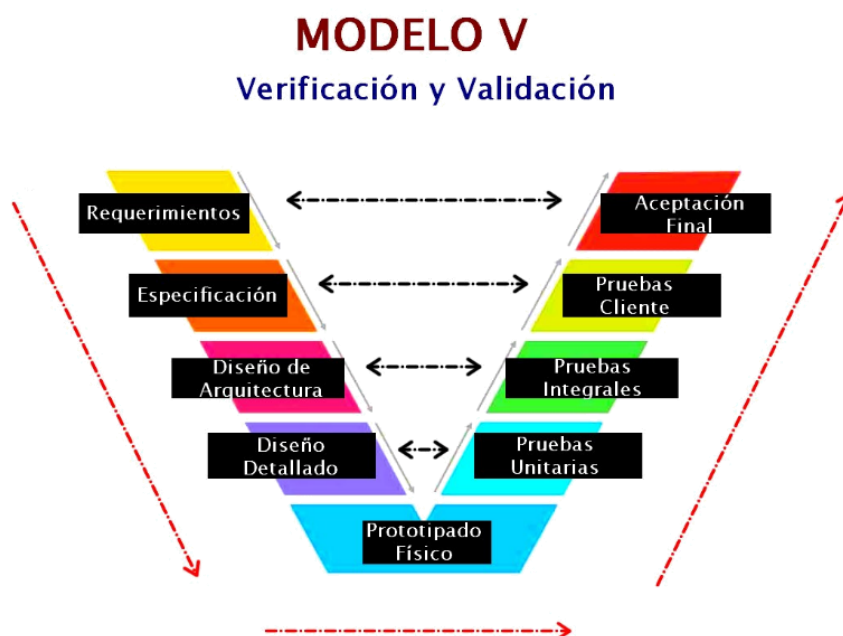 MODELO V
Verificación y Validación
Requerimientos
Aceptación
Final
Especificación
Pruebas
Cliente
Diseño de
Arquitectura
Pruebas
Integrales
Diseño
Detallado
Pruebas
Unitarias
Prototipado
Físico